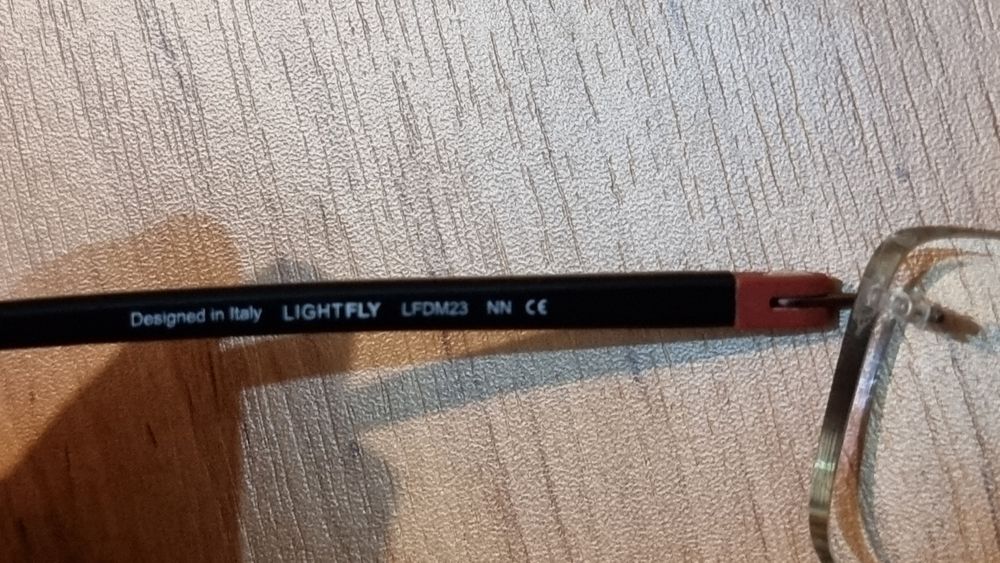 Designed in Italy LIGHTFLY LFDM23 NN CE